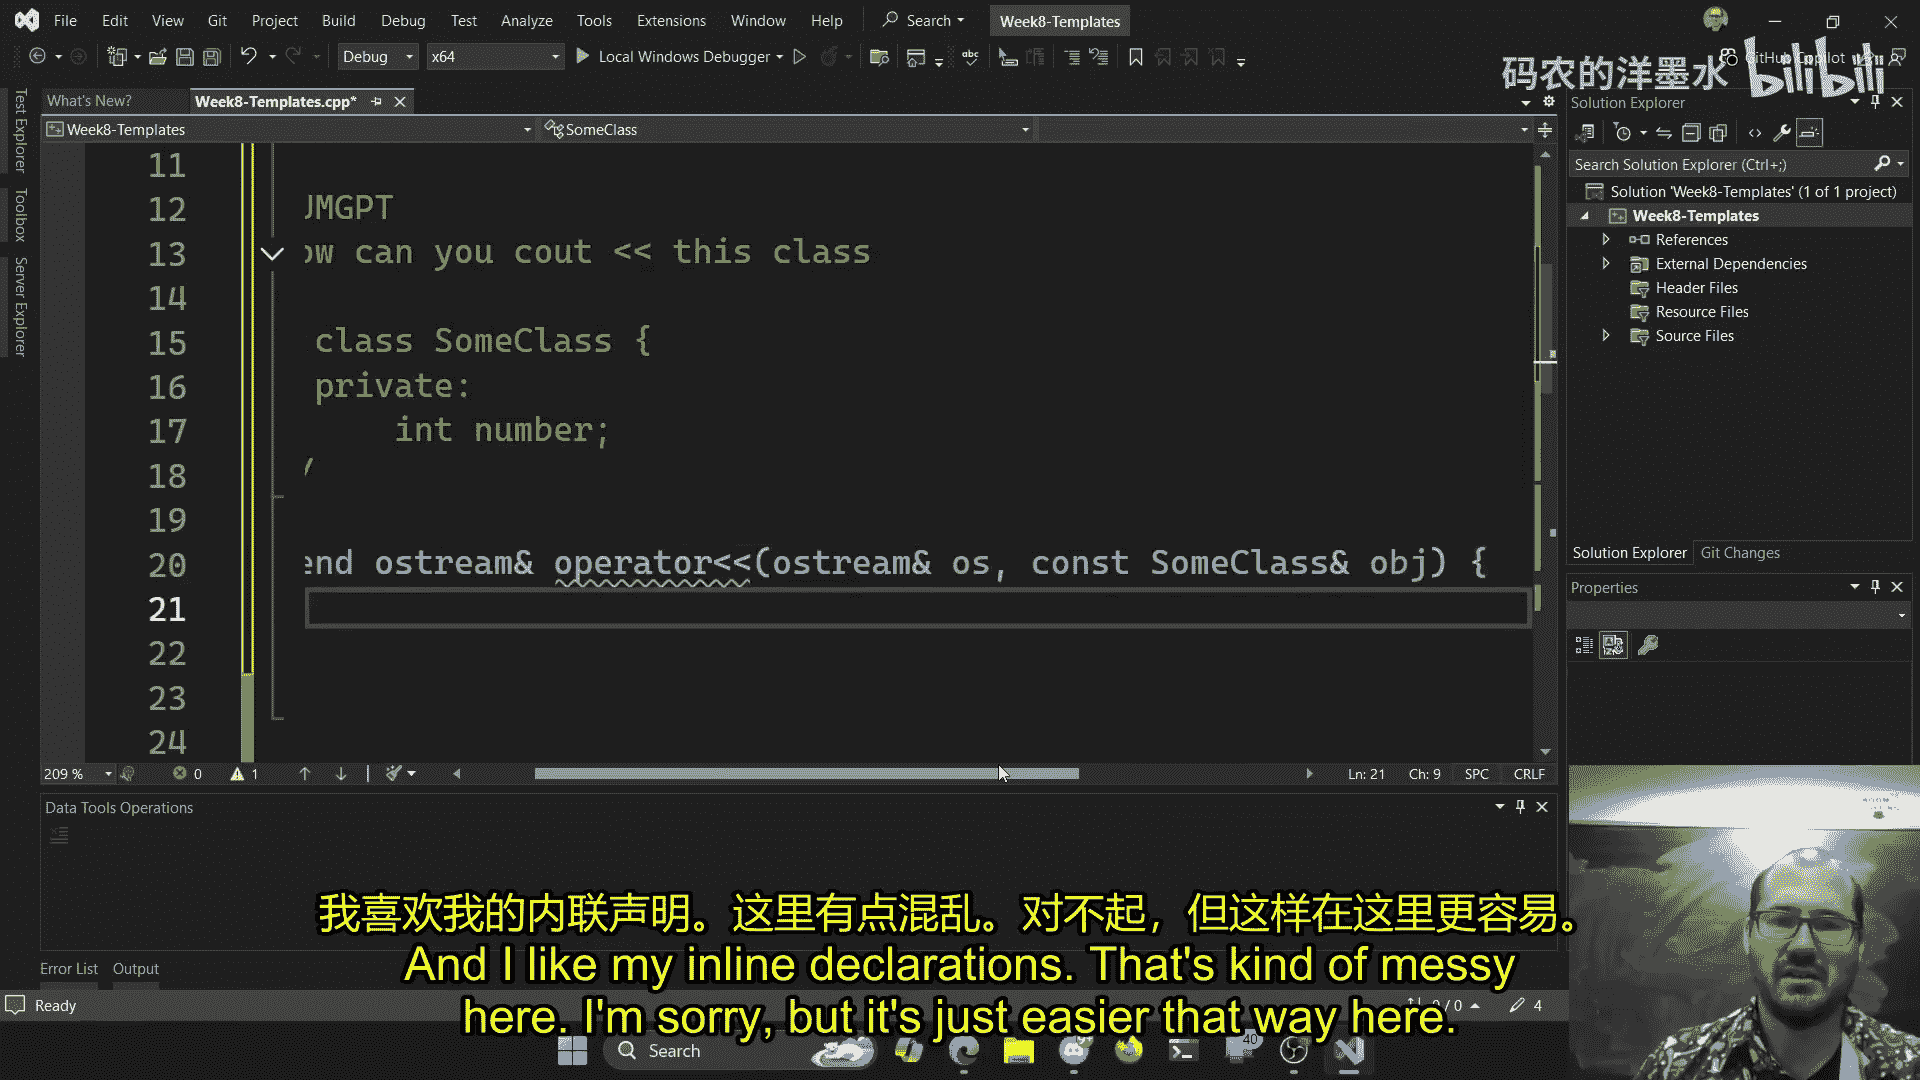 File Edit View Git Project Build Debug Test Analyze Tools Extensions Window Help Search Week8-Templates
Debug x64 Local Windows Debugger
码农的洋墨水 bilibili
What's New? Week8-Templates.cpp*
Solution Explorer
Week8-Templates SomeClass
Search Solution Explorer (Ctrl+;)
Solution 'Week8-Templates' (1 of 1 project)
Week8-Templates
References
External Dependencies
Header Files
Resource Files
Source Files
Solution Explorer Git Changes
Properties
Test Explorer
Toolbox
Server Explorer
11
12 UMGPT
13 ow can you cout << this class
14
15 class SomeClass {
16 private:
17 int number;
18 /
19
20 end ostream& operator<<(ostream& os, const SomeClass& obj) {
21
22
23
24
209 % 0 1 Ln: 21 Ch: 9 SPC CRLF
Data Tools Operations
我喜欢我的内联声明。这里有点混乱。对不起，但这样在这里更容易。
And I like my inline declarations. That's kind of messy
here. I'm sorry, but it's just easier that way here.
Error List Output
Ready 0 / 0 4
Search 40